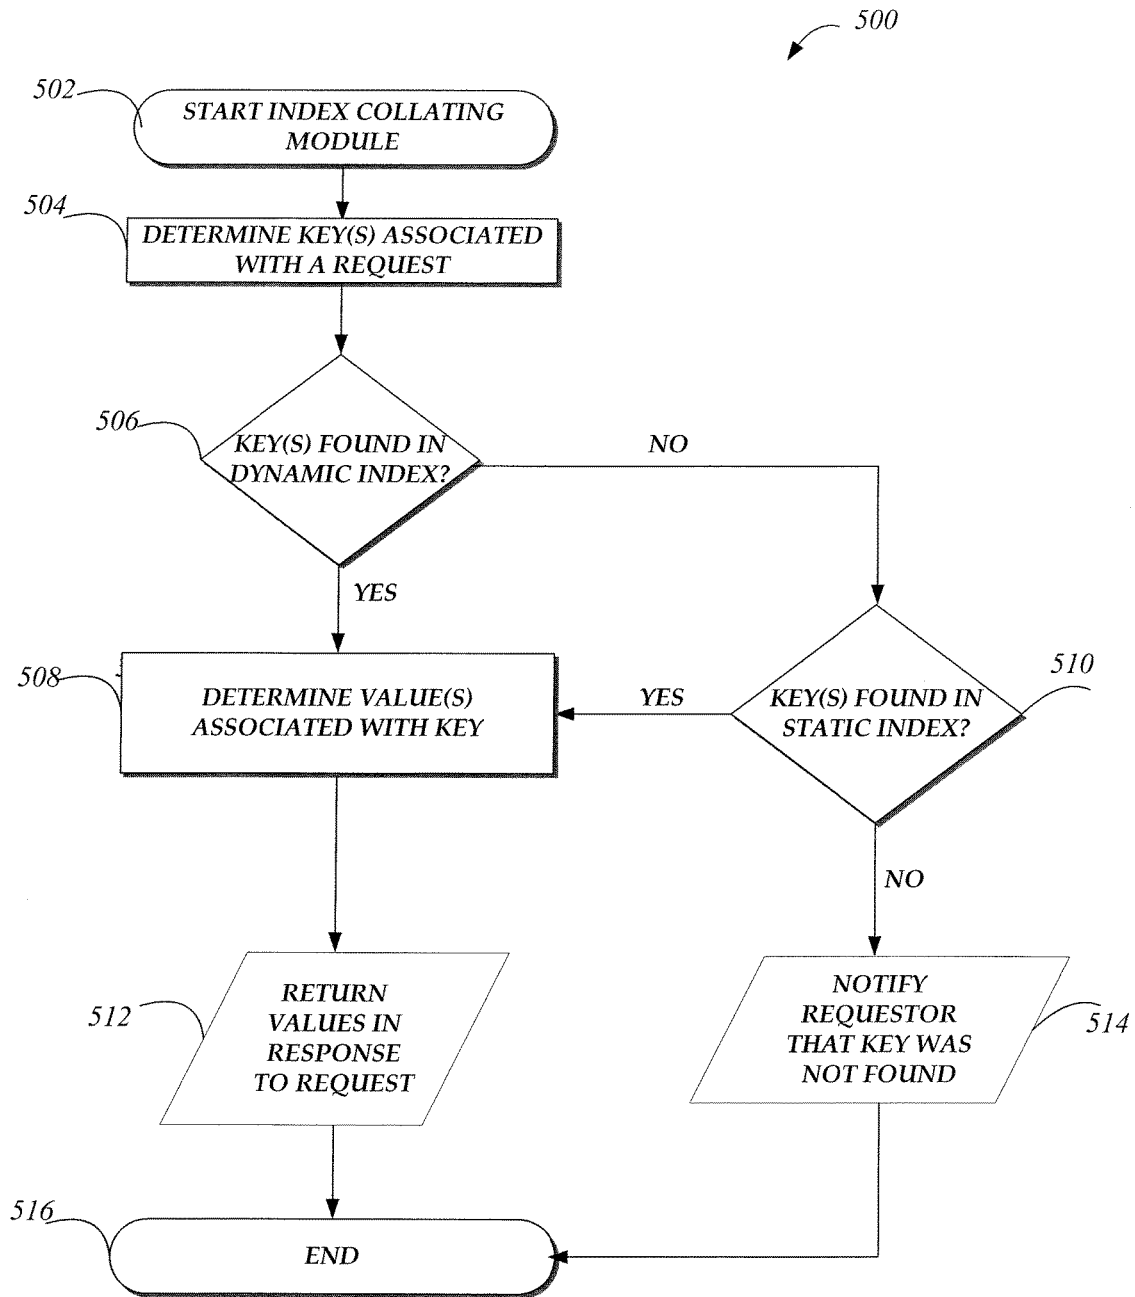 500
502
START INDEX COLLATING
MODULE
504
DETERMINE KEY(S) ASSOCIATED
WITH A REQUEST
506
KEY(S) FOUND IN
DYNAMIC INDEX?
NO
YES
508
DETERMINE VALUE(S)
ASSOCIATED WITH KEY
YES
KEY(S) FOUND IN
STATIC INDEX?
510
NO
512
RETURN
VALUES IN
RESPONSE
TO REQUEST
NOTIFY
REQUESTOR
THAT KEY WAS
NOT FOUND
514
516
END